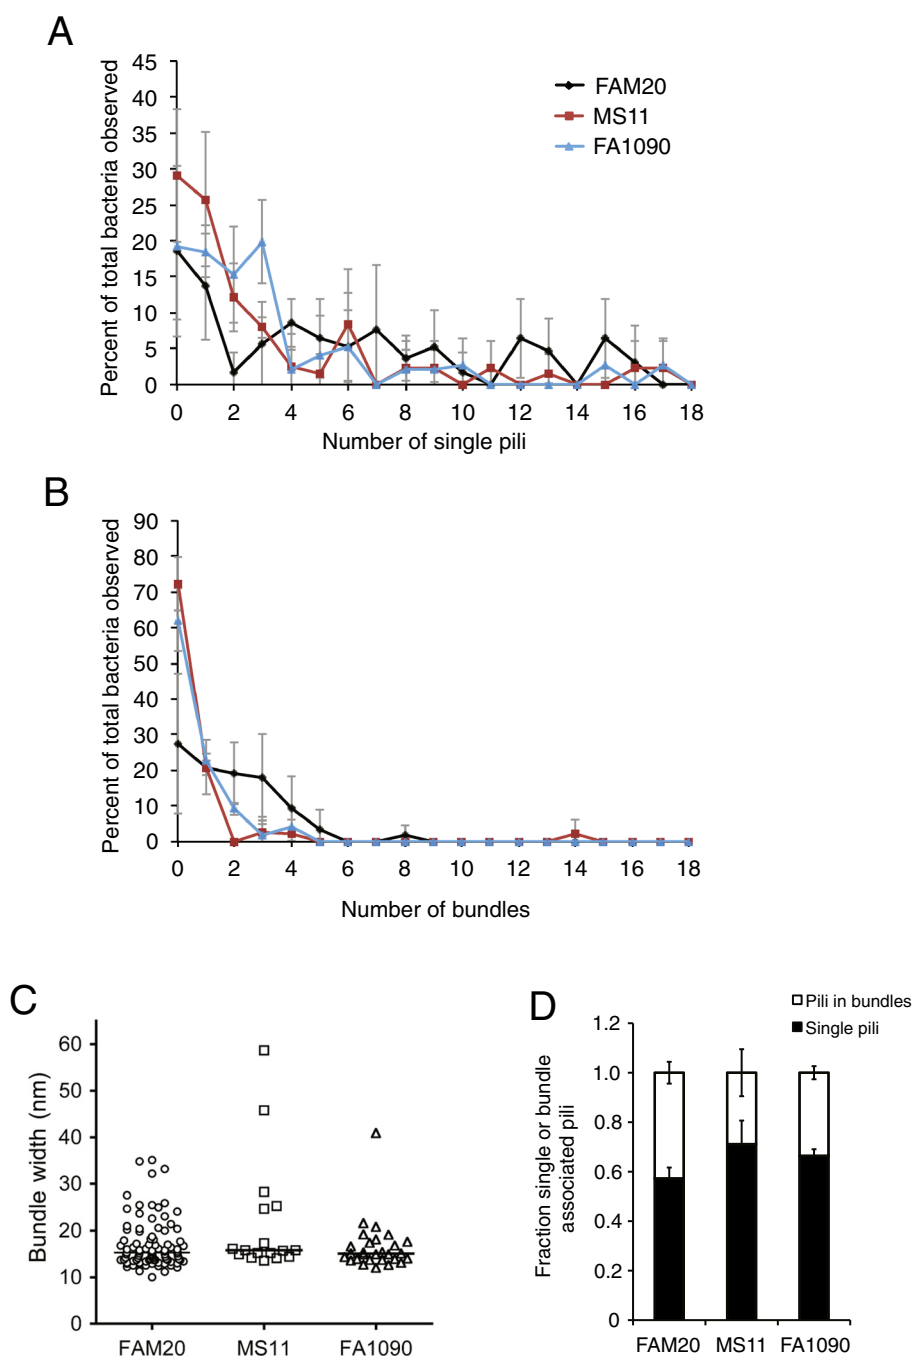 A
Percent of total bacteria observed
45
40
35
30
25
20
15
10
5
0
FAM20
MS11
FA1090
0 2 4 6 8 10 12 14 16 18
Number of single pili
B
Percent of total bacteria observed
90
80
70
60
50
40
30
20
10
0
0 2 4 6 8 10 12 14 16 18
Number of bundles
C
Bundle width (nm)
60
50
40
30
20
10
0
FAM20 MS11 FA1090
D
Pili in bundles
Single pili
Fraction single or bundle
associated pili
1.2
1.0
0.8
0.6
0.4
0.2
0
FAM20 MS11 FA1090